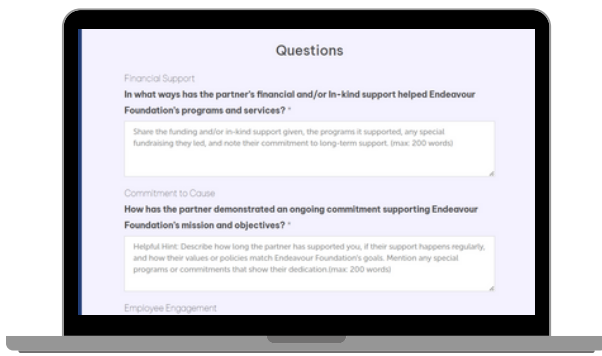 Questions
Financial Support
In what ways has the partner's financial and/or In-kind support helped Endeavour
Foundation's programs and services? *
Share the funding and/or in-kind support given, the programs it supported, any special
fundraising they led, and note their commitment to long-term support. (max: 200 words)
Commitment to Cause
How has the partner demonstrated an ongoing commitment supporting Endeavour
Foundation's mission and objectives? *
Helpful Hint: Describe how long the partner has supported you, if their support happens regularly,
and how their values or policies match Endeavour Foundation's goals. Mention any special
programs or commitments that show their dedication.(max: 200 words)
Employee Engagement